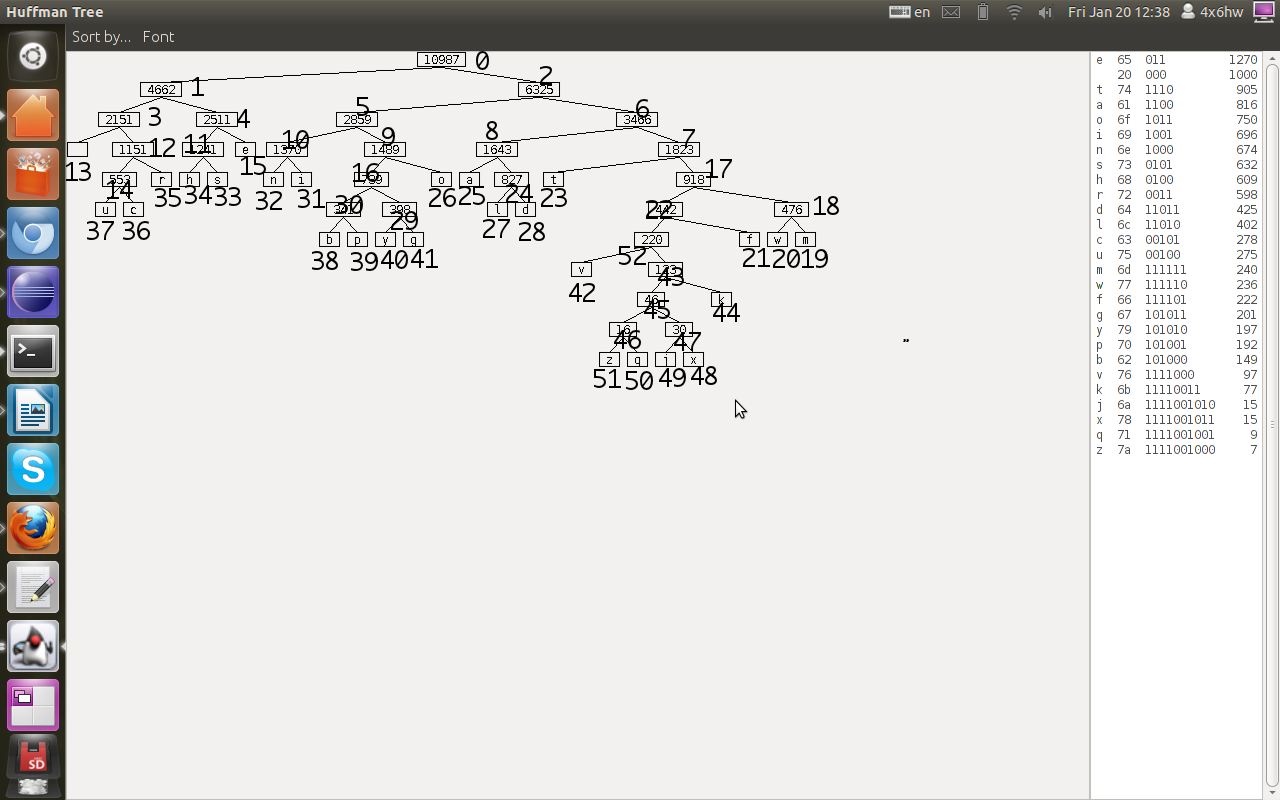 Huffman Tree en Fri Jan 20 12:38 4x6hw
Sort by... Font
10987 0
4662 1 6325 2
2151 3 2511 4 2859 5 3466 6
1151 12 1241 11 e 15 1370 10 1489 9 1643 8 1823 7
13 553 14 r h s n i 16 o a 827 t 918 17
35 34 33 32 31 26 25 24 23
u c 30 398 29 l d 442 22 476 18
37 36 27 28
b p y g 220 f w m
38 39 40 41 52 21 20 19
v 123 43
42 46 45 k 44
16 46 30 47
z q j x
51 50 49 48
e 65 011 1270
20 000 1000
t 74 1110 905
a 61 1100 816
o 6f 1011 750
i 69 1001 696
n 6e 1000 674
s 73 0101 632
h 68 0100 609
r 72 0011 598
d 64 11011 425
l 6c 11010 402
c 63 00101 278
u 75 00100 275
m 6d 111111 240
w 77 111110 236
f 66 111101 222
g 67 101011 201
y 79 101010 197
p 70 101001 192
b 62 101000 149
v 76 1111000 97
k 6b 11110011 77
j 6a 1111001010 15
x 78 1111001011 15
q 71 1111001001 9
z 7a 1111001000 7
SD